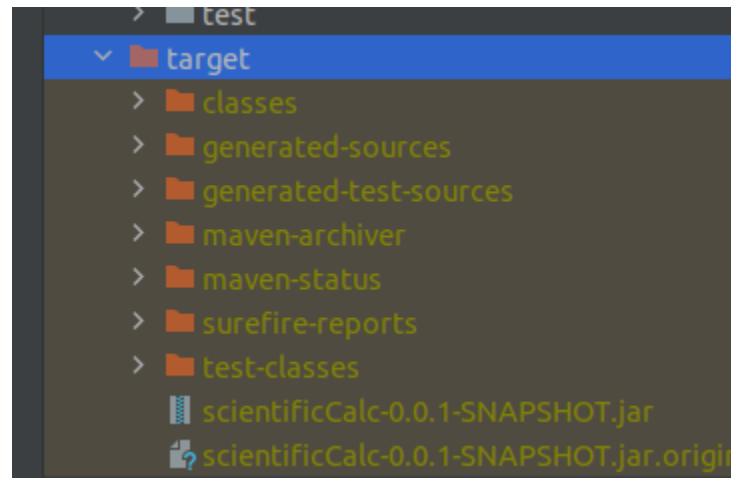 test
target
classes
generated-sources
generated-test-sources
maven-archiver
maven-status
surefire-reports
test-classes
scientificCalc-0.0.1-SNAPSHOT.jar
scientificCalc-0.0.1-SNAPSHOT.jar.origin